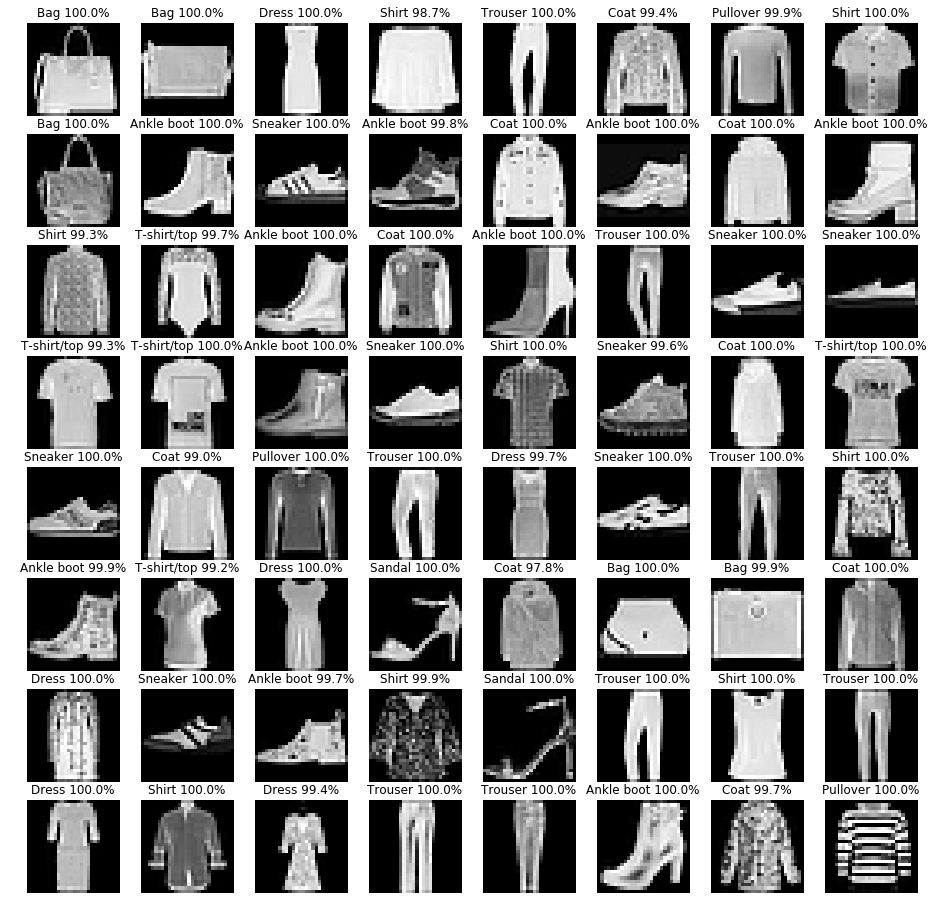 Bag 100.0% Bag 100.0% Dress 100.0% Shirt 98.7% Trouser 100.0% Coat 99.4% Pullover 99.9% Shirt 100.0%
Bag 100.0% Ankle boot 100.0% Sneaker 100.0% Ankle boot 99.8% Coat 100.0% Ankle boot 100.0% Coat 100.0% Ankle boot 100.0%
Shirt 99.3% T-shirt/top 99.7% Ankle boot 100.0% Coat 100.0% Ankle boot 100.0% Trouser 100.0% Sneaker 100.0% Sneaker 100.0%
T-shirt/top 99.3% T-shirt/top 100.0% Ankle boot 100.0% Sneaker 100.0% Shirt 100.0% Sneaker 99.6% Coat 100.0% T-shirt/top 100.0%
Sneaker 100.0% Coat 99.0% Pullover 100.0% Trouser 100.0% Dress 99.7% Sneaker 100.0% Trouser 100.0% Shirt 100.0%
Ankle boot 99.9% T-shirt/top 99.2% Dress 100.0% Sandal 100.0% Coat 97.8% Bag 100.0% Bag 99.9% Coat 100.0%
Dress 100.0% Sneaker 100.0% Ankle boot 99.7% Shirt 99.9% Sandal 100.0% Trouser 100.0% Shirt 100.0% Trouser 100.0%
Dress 100.0% Shirt 100.0% Dress 99.4% Trouser 100.0% Trouser 100.0% Ankle boot 100.0% Coat 99.7% Pullover 100.0%